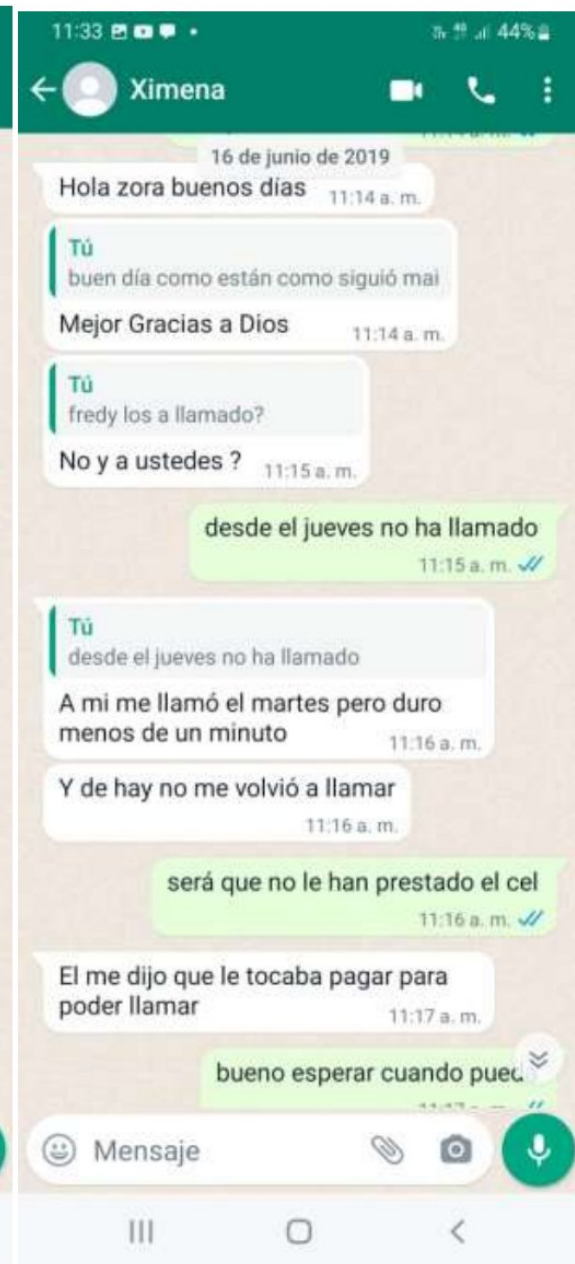 11:33
44%
Ximena
16 de junio de 2019
Hola zora buenos días 11:14 a. m.
Tú
buen día como están como siguió mai
Mejor Gracias a Dios 11:14 a. m.
Tú
fredy los a llamado?
No y a ustedes ? 11:15 a. m.
desde el jueves no ha llamado
11:15 a. m.
Tú
desde el jueves no ha llamado
A mi me llamó el martes pero duro
menos de un minuto 11:16 a. m.
Y de hay no me volvió a llamar
11:16 a. m.
será que no le han prestado el cel
11:16 a. m.
El me dijo que le tocaba pagar para
poder llamar 11:17 a. m.
bueno esperar cuando
Mensaje